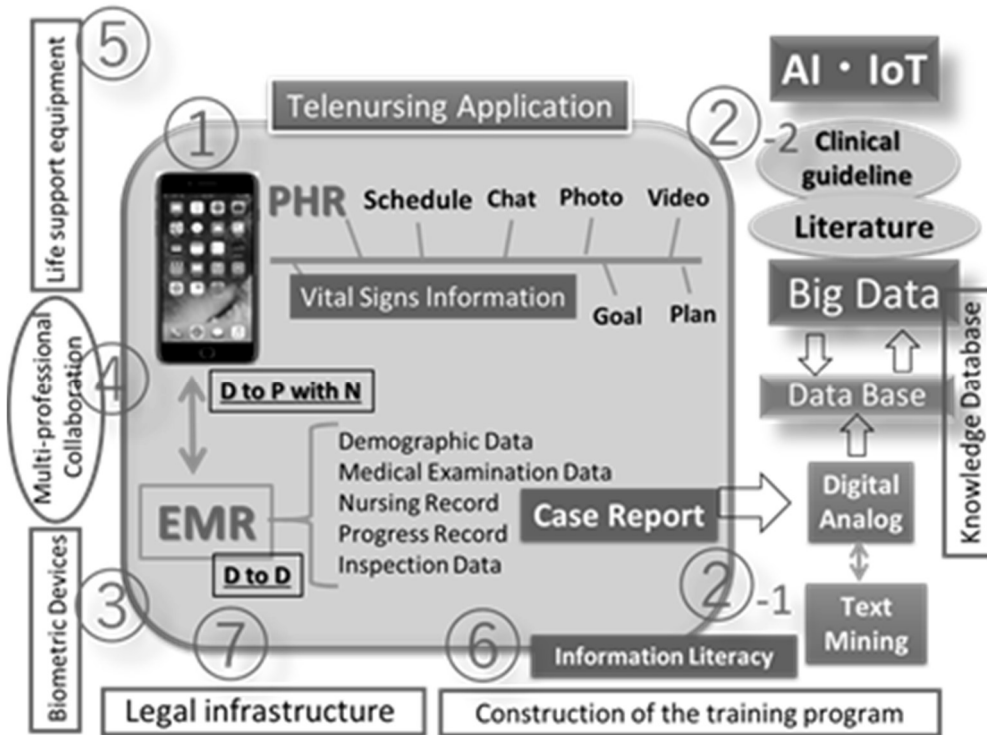 5
Life support equipment
Telenursing Application
AI・IoT
1
2-2
Clinical
guideline
PHR
Schedule
Chat
Photo
Video
Literature
Vital Signs Information
Goal
Plan
Big Data
Knowledge Database
4
Multi-professional
Collaboration
D to P with N
Data Base
Demographic Data
Medical Examination Data
Nursing Record
Progress Record
Inspection Data
EMR
Case Report
Digital
Analog
D to D
3
Biometric Devices
2-1
Text
Mining
7
6
Information Literacy
Legal infrastructure
Construction of the training program